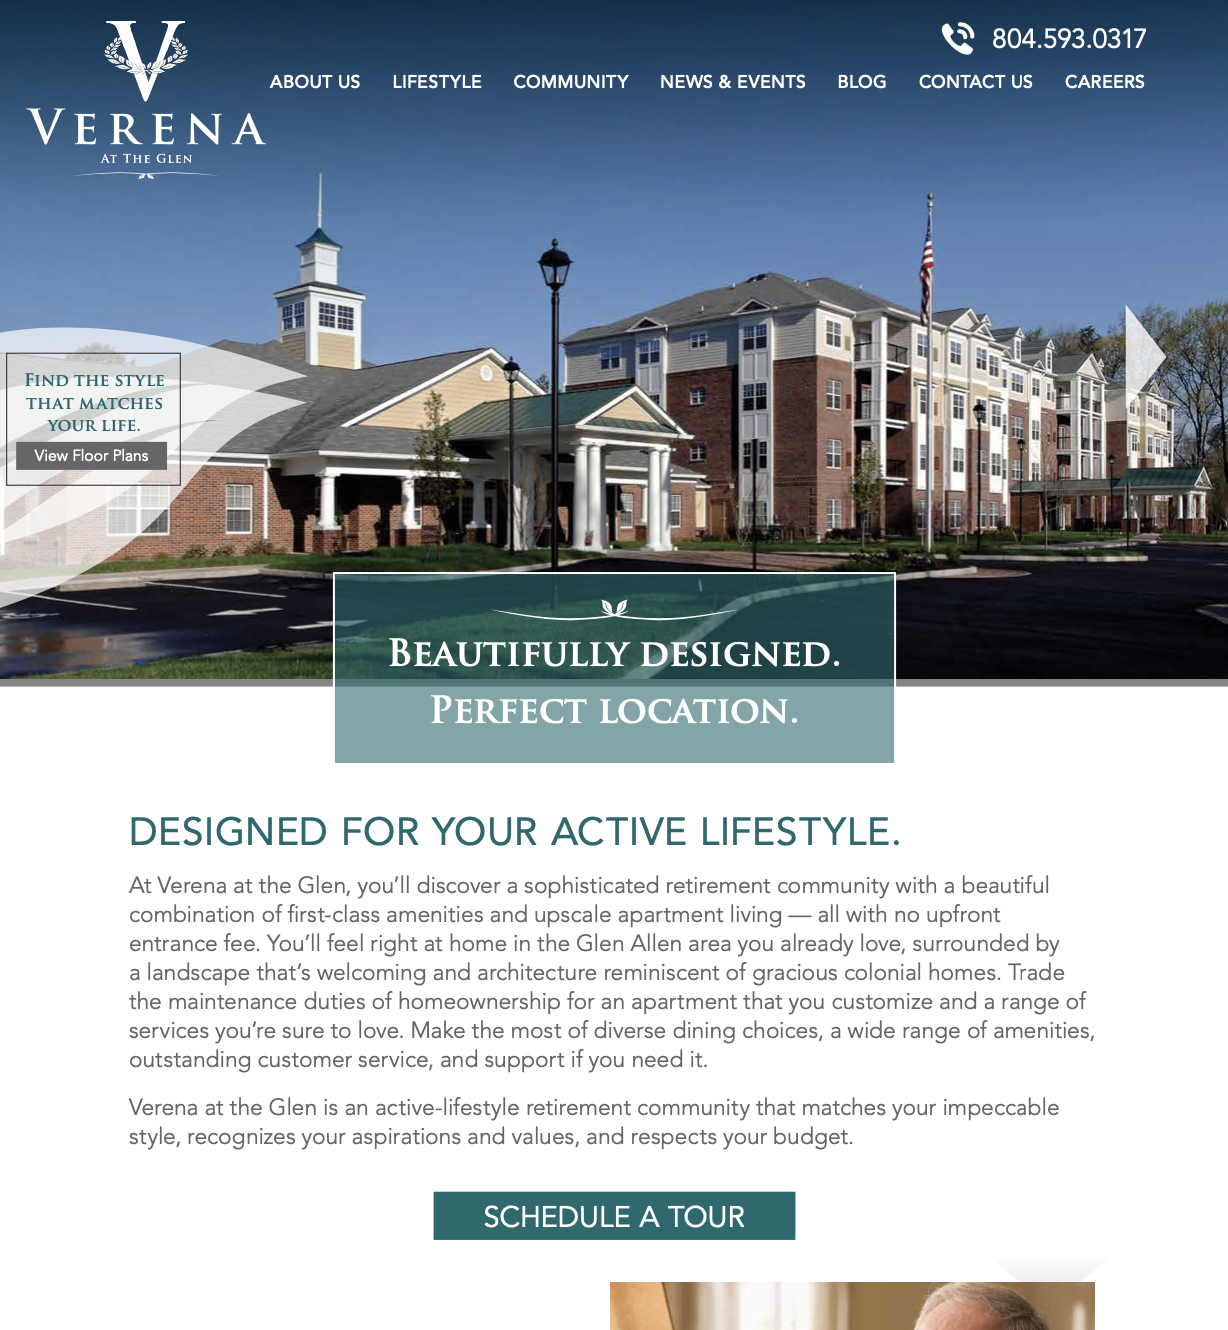 V
VERENA
AT THE GLEN
804.593.0317
ABOUT US LIFESTYLE COMMUNITY NEWS & EVENTS BLOG CONTACT US CAREERS
FIND THE STYLE
THAT MATCHES
YOUR LIFE.
View Floor Plans
BEAUTIFULLY DESIGNED.
PERFECT LOCATION.
DESIGNED FOR YOUR ACTIVE LIFESTYLE.
At Verena at the Glen, you’ll discover a sophisticated retirement community with a beautiful
combination of first-class amenities and upscale apartment living — all with no upfront
entrance fee. You’ll feel right at home in the Glen Allen area you already love, surrounded by
a landscape that’s welcoming and architecture reminiscent of gracious colonial homes. Trade
the maintenance duties of homeownership for an apartment that you customize and a range of
services you’re sure to love. Make the most of diverse dining choices, a wide range of amenities,
outstanding customer service, and support if you need it.
Verena at the Glen is an active-lifestyle retirement community that matches your impeccable
style, recognizes your aspirations and values, and respects your budget.
SCHEDULE A TOUR